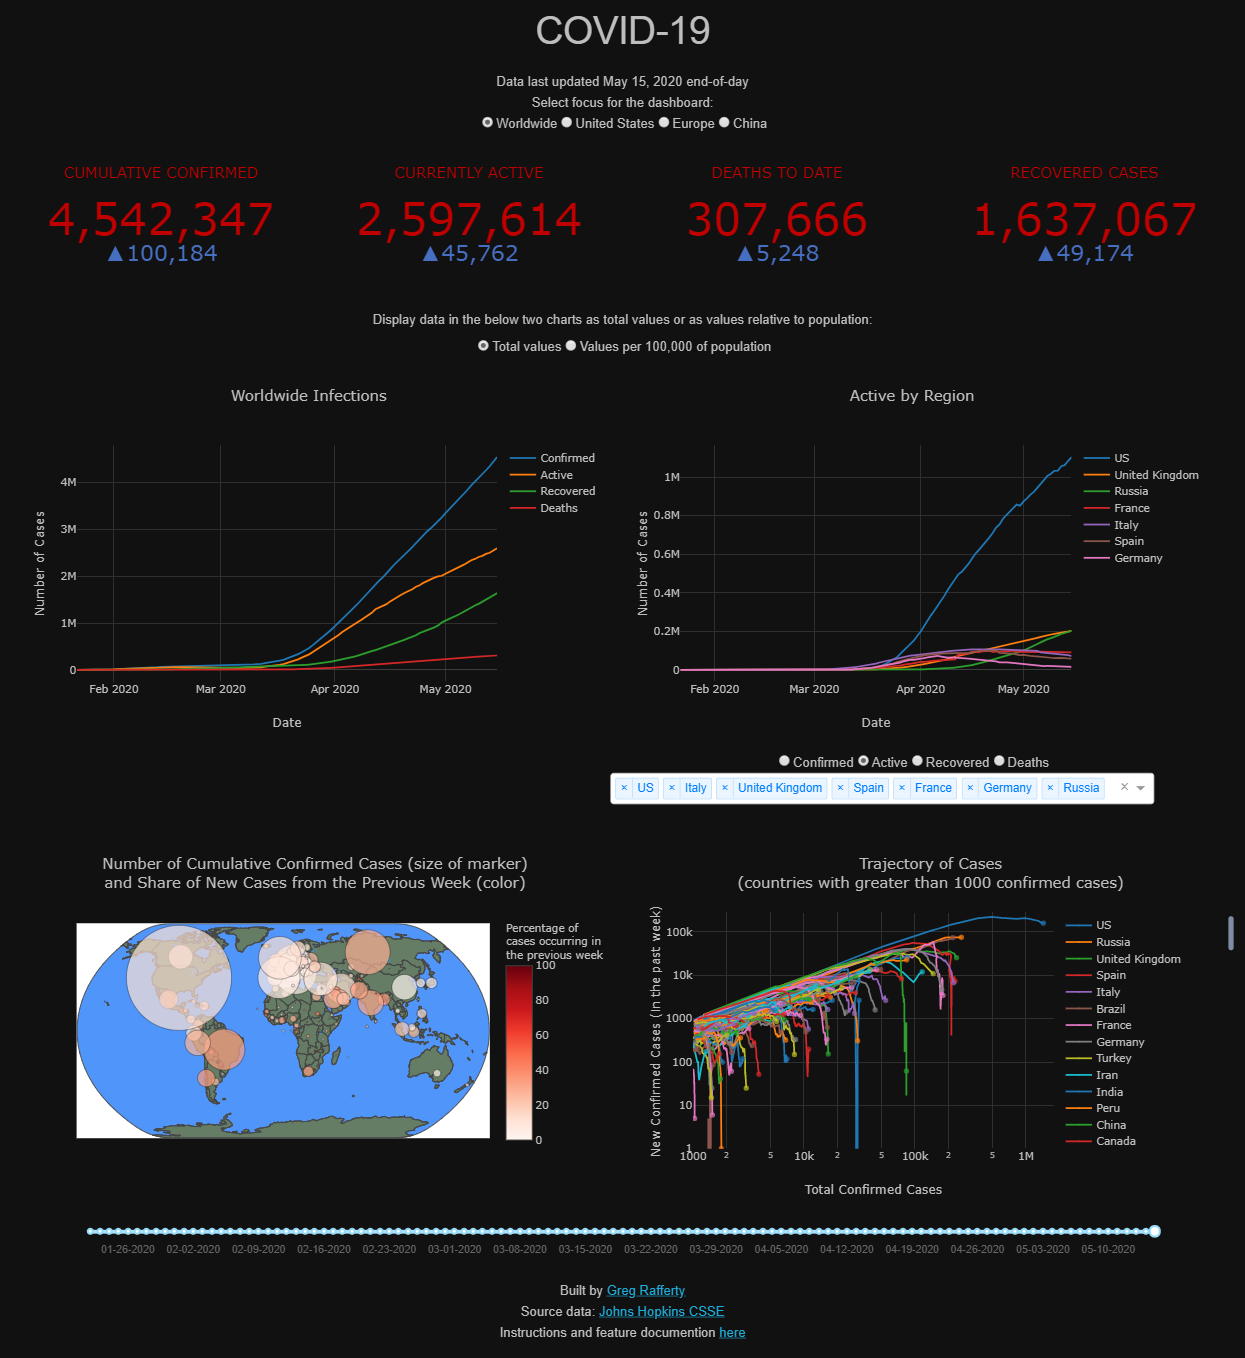 COVID-19
Data last updated May 15, 2020 end-of-day
Select focus for the dashboard:
Worldwide United States Europe China
CUMULATIVE CONFIRMED
4,542,347
▲100,184
CURRENTLY ACTIVE
2,597,614
▲45,762
DEATHS TO DATE
307,666
▲5,248
RECOVERED CASES
1,637,067
▲49,174
Display data in the below two charts as total values or as values relative to population:
Total values Values per 100,000 of population
Worldwide Infections
Number of Cases
4M
3M
2M
1M
0
Feb 2020 Mar 2020 Apr 2020 May 2020
Date
Confirmed
Active
Recovered
Deaths
Active by Region
Number of Cases
1M
0.8M
0.6M
0.4M
0.2M
0
Feb 2020 Mar 2020 Apr 2020 May 2020
Date
US
United Kingdom
Russia
France
Italy
Spain
Germany
Confirmed Active Recovered Deaths
× US × Italy × United Kingdom × Spain × France × Germany × Russia ×
Number of Cumulative Confirmed Cases (size of marker)
and Share of New Cases from the Previous Week (color)
Percentage of
cases occurring in
the previous week
100
80
60
40
20
0
Trajectory of Cases
(countries with greater than 1000 confirmed cases)
New Confirmed Cases (in the past week)
100k
10k
1000
100
10
1
1000 2 5 10k 2 5 100k 2 5 1M
Total Confirmed Cases
US
Russia
United Kingdom
Spain
Italy
Brazil
France
Germany
Turkey
Iran
India
Peru
China
Canada
01-26-2020 02-02-2020 02-09-2020 02-16-2020 02-23-2020 03-01-2020 03-08-2020 03-15-2020 03-22-2020 03-29-2020 04-05-2020 04-12-2020 04-19-2020 04-26-2020 05-03-2020 05-10-2020
Built by Greg Rafferty
Source data: Johns Hopkins CSSE
Instructions and feature documention here